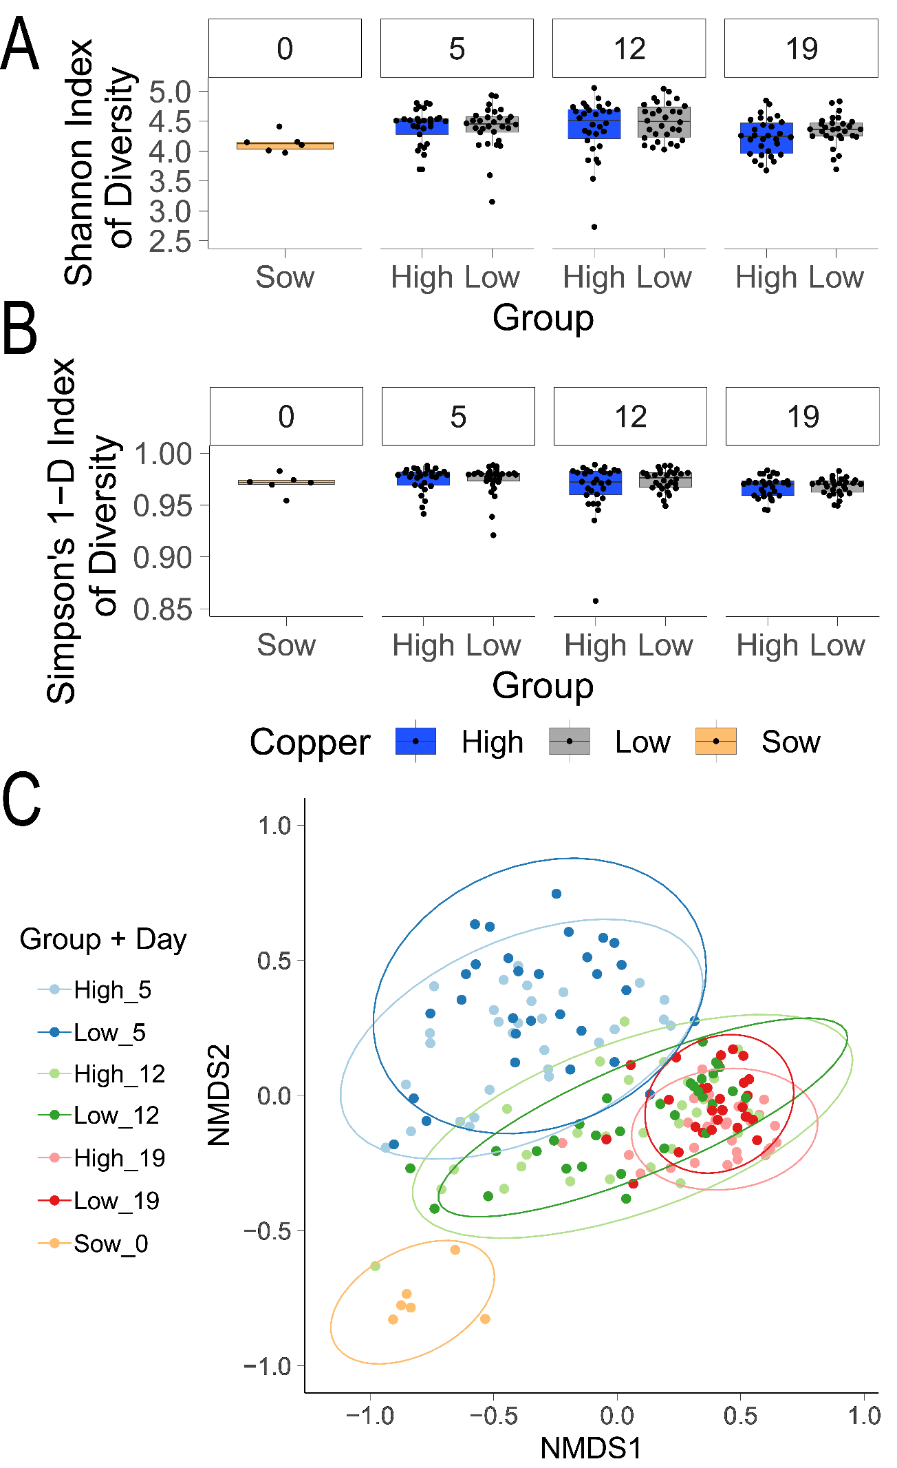 A
Shannon Index
of Diversity
0 5 12 19
5.0
4.5
4.0
3.5
3.0
2.5
Sow High Low High Low High Low
Group
B
Simpson's 1−D Index
of Diversity
0 5 12 19
1.00
0.95
0.90
0.85
Sow High Low High Low High Low
Group
Copper High Low Sow
C
Group + Day
High_5
Low_5
High_12
Low_12
High_19
Low_19
Sow_0
NMDS2
1.0
0.5
0.0
−0.5
−1.0
−1.0 −0.5 0.0 0.5 1.0
NMDS1